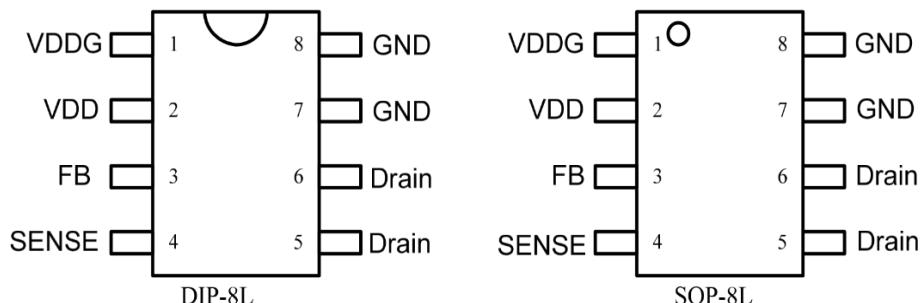 VDDG 1 8 GND
VDD 2 7 GND
FB 3 6 Drain
SENSE 4 5 Drain
DIP-8L
VDDG 1 8 GND
VDD 2 7 GND
FB 3 6 Drain
SENSE 4 5 Drain
SOP-8L